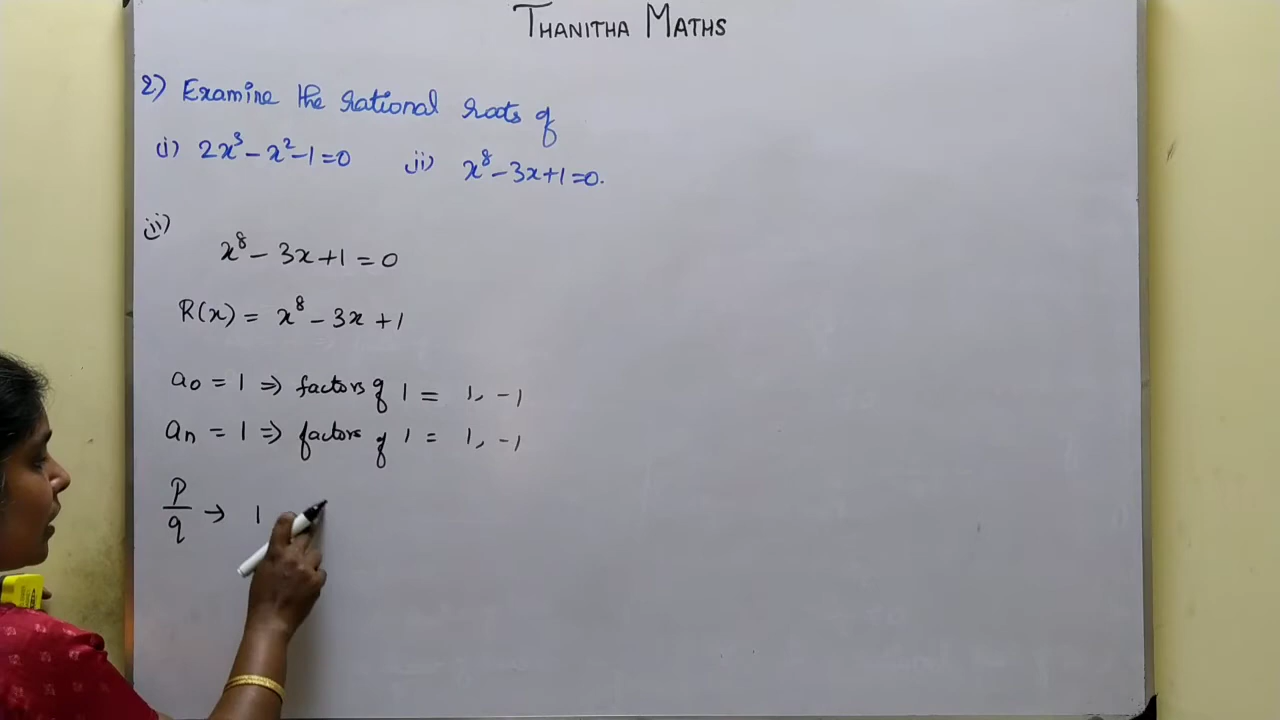 THANITHA MATHS
2) Examine the rational roots of
i) 2x³ - x² - 1 = 0 ii) x⁸ - 3x + 1 = 0.
ii)
x⁸ - 3x + 1 = 0
P(x) = x⁸ - 3x + 1
a₀ = 1 ⇒ factors of 1 = 1, -1
aₙ = 1 ⇒ factors of 1 = 1, -1
p/q → 1